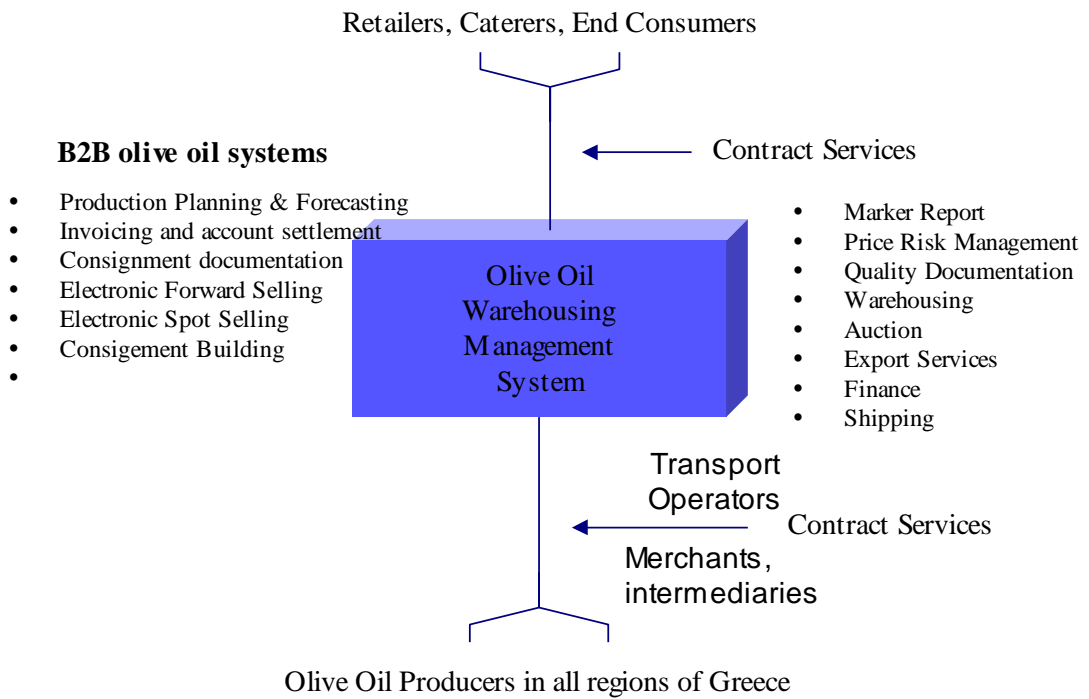 Retailers, Caterers, End Consumers
B2B olive oil systems
• Production Planning & Forecasting
• Invoicing and account settlement
• Consignment documentation
• Electronic Forward Selling
• Electronic Spot Selling
• Consigement Building
•
Olive Oil
Warehousing
Management
System
Contract Services
• Marker Report
• Price Risk Management
• Quality Documentation
• Warehousing
• Auction
• Export Services
• Finance
• Shipping
Transport
Operators
Contract Services
Merchants,
intermediaries
Olive Oil Producers in all regions of Greece